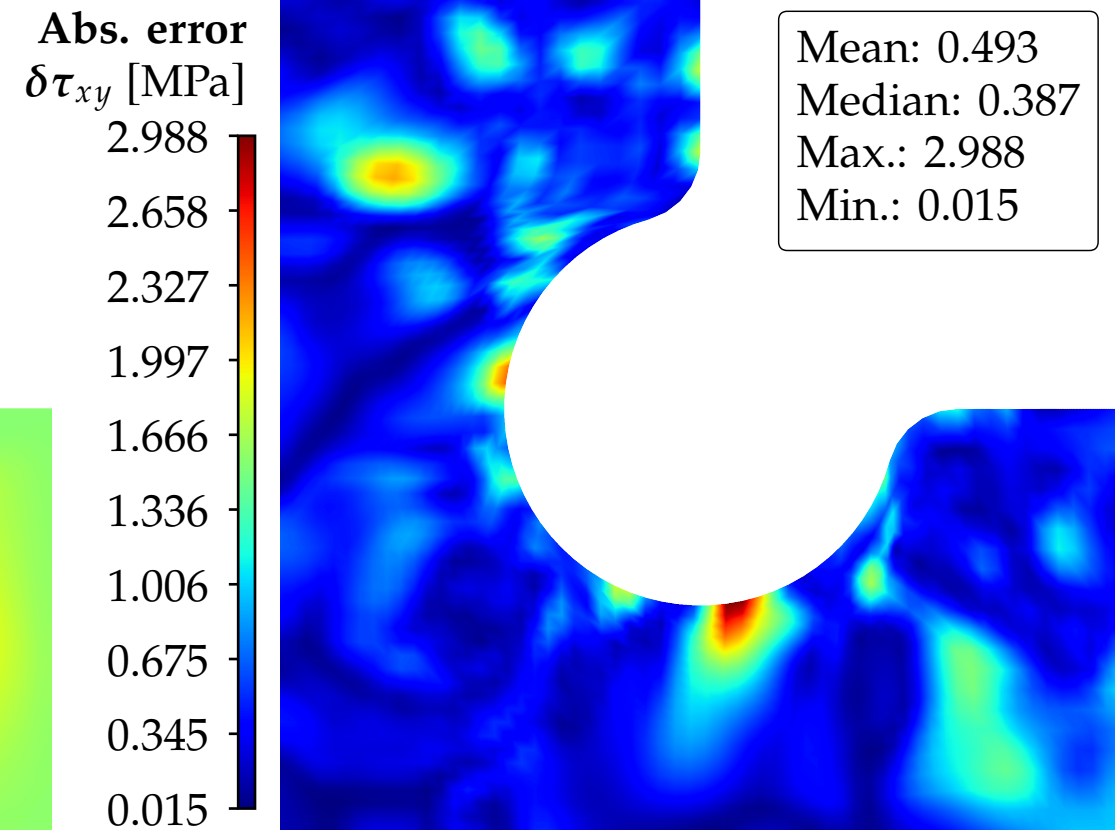 Abs. error
δτxy [MPa]
2.988
2.658
2.327
1.997
1.666
1.336
1.006
0.675
0.345
0.015
Mean: 0.493
Median: 0.387
Max.: 2.988
Min.: 0.015